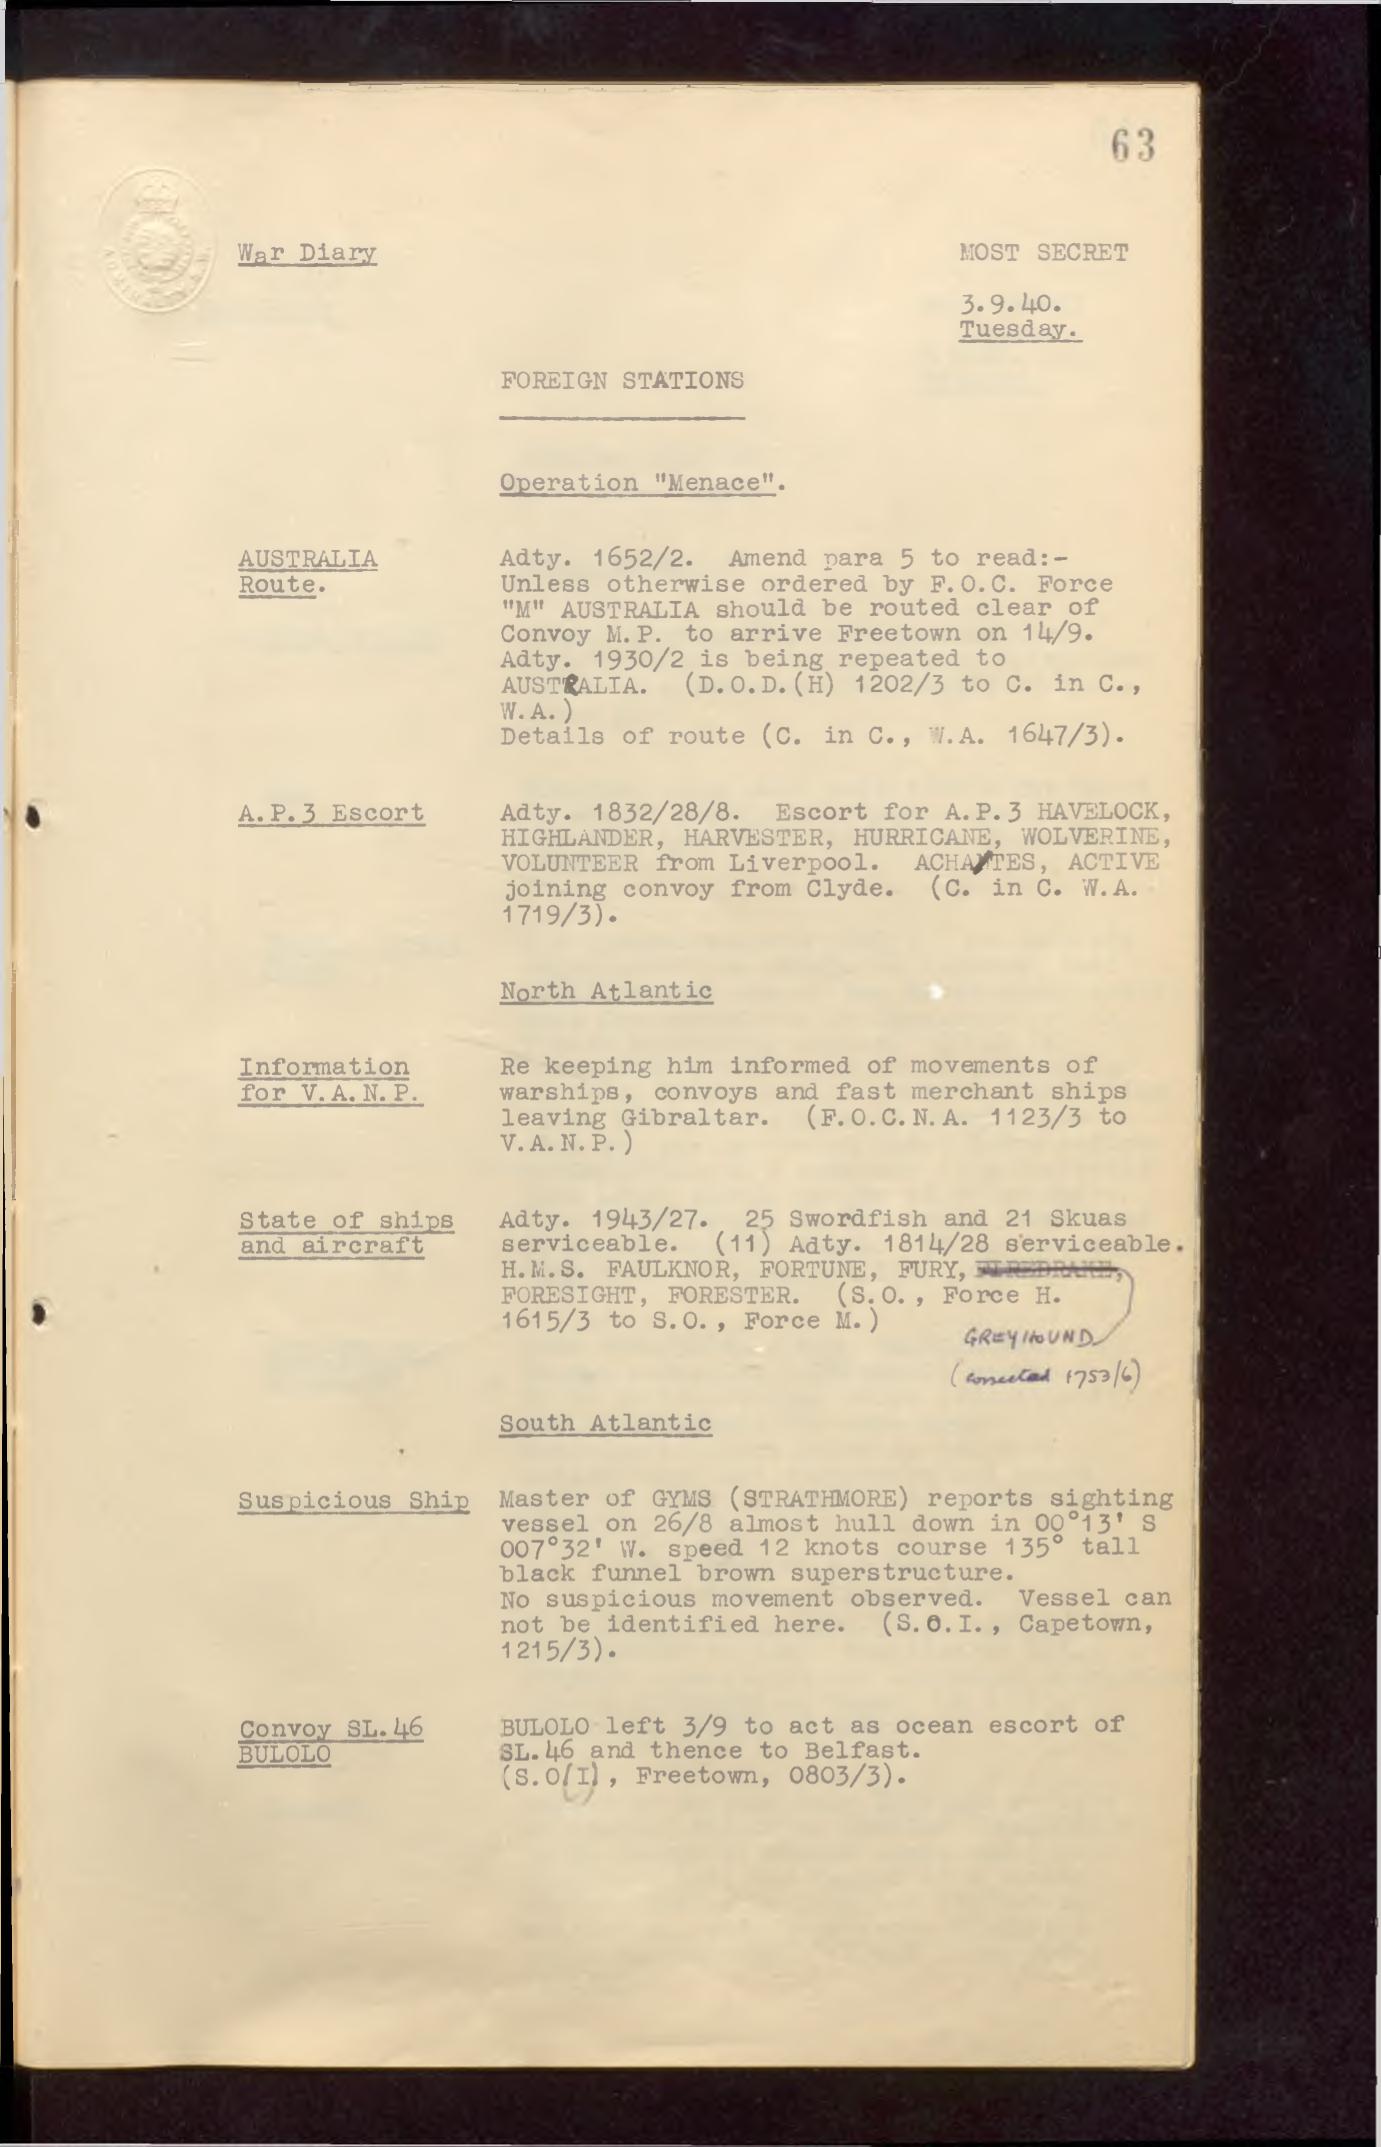 63
War Diary
MOST SECRET
3.9.40.
Tuesday.
FOREIGN STATIONS
Operation "Menace".
AUSTRALIA
Route.
Adty. 1652/2. Amend para 5 to read:-
Unless otherwise ordered by F.O.C. Force
"M" AUSTRALIA should be routed clear of
Convoy M.P. to arrive Freetown on 14/9.
Adty. 1930/2 is being repeated to
AUSTRALIA. (D.O.D.(H) 1202/3 to C. in C.,
W.A.)
Details of route (C. in C., W.A. 1647/3).
A.P.3 Escort
Adty. 1832/28/8. Escort for A.P.3 HAVELOCK,
HIGHLANDER, HARVESTER, HURRICANE, WOLVERINE,
VOLUNTEER from Liverpool. ACHATES, ACTIVE
joining convoy from Clyde. (C. in C. W.A.
1719/3).
North Atlantic
Information
for V.A.N.P.
Re keeping him informed of movements of
warships, convoys and fast merchant ships
leaving Gibraltar. (F.O.C.N.A. 1123/3 to
V.A.N.P.)
State of ships
and aircraft
Adty. 1943/27. 25 Swordfish and 21 Skuas
serviceable. (11) Adty. 1814/28 serviceable.
H.M.S. FAULKNOR, FORTUNE, FURY, FIREDRAKE,
FORESIGHT, FORESTER. (S.O., Force H.
1615/3 to S.O., Force M.)
GREYHOUND
(corrected 1753/6)
South Atlantic
Suspicious Ship
Master of GYMS (STRATHMORE) reports sighting
vessel on 26/8 almost hull down in 00°13' S
007°32' W. speed 12 knots course 135° tall
black funnel brown superstructure.
No suspicious movement observed. Vessel can
not be identified here. (S.O.I., Capetown,
1215/3).
Convoy SL.46
BULOLO
BULOLO left 3/9 to act as ocean escort of
SL.46 and thence to Belfast.
(S.O(I), Freetown, 0803/3).